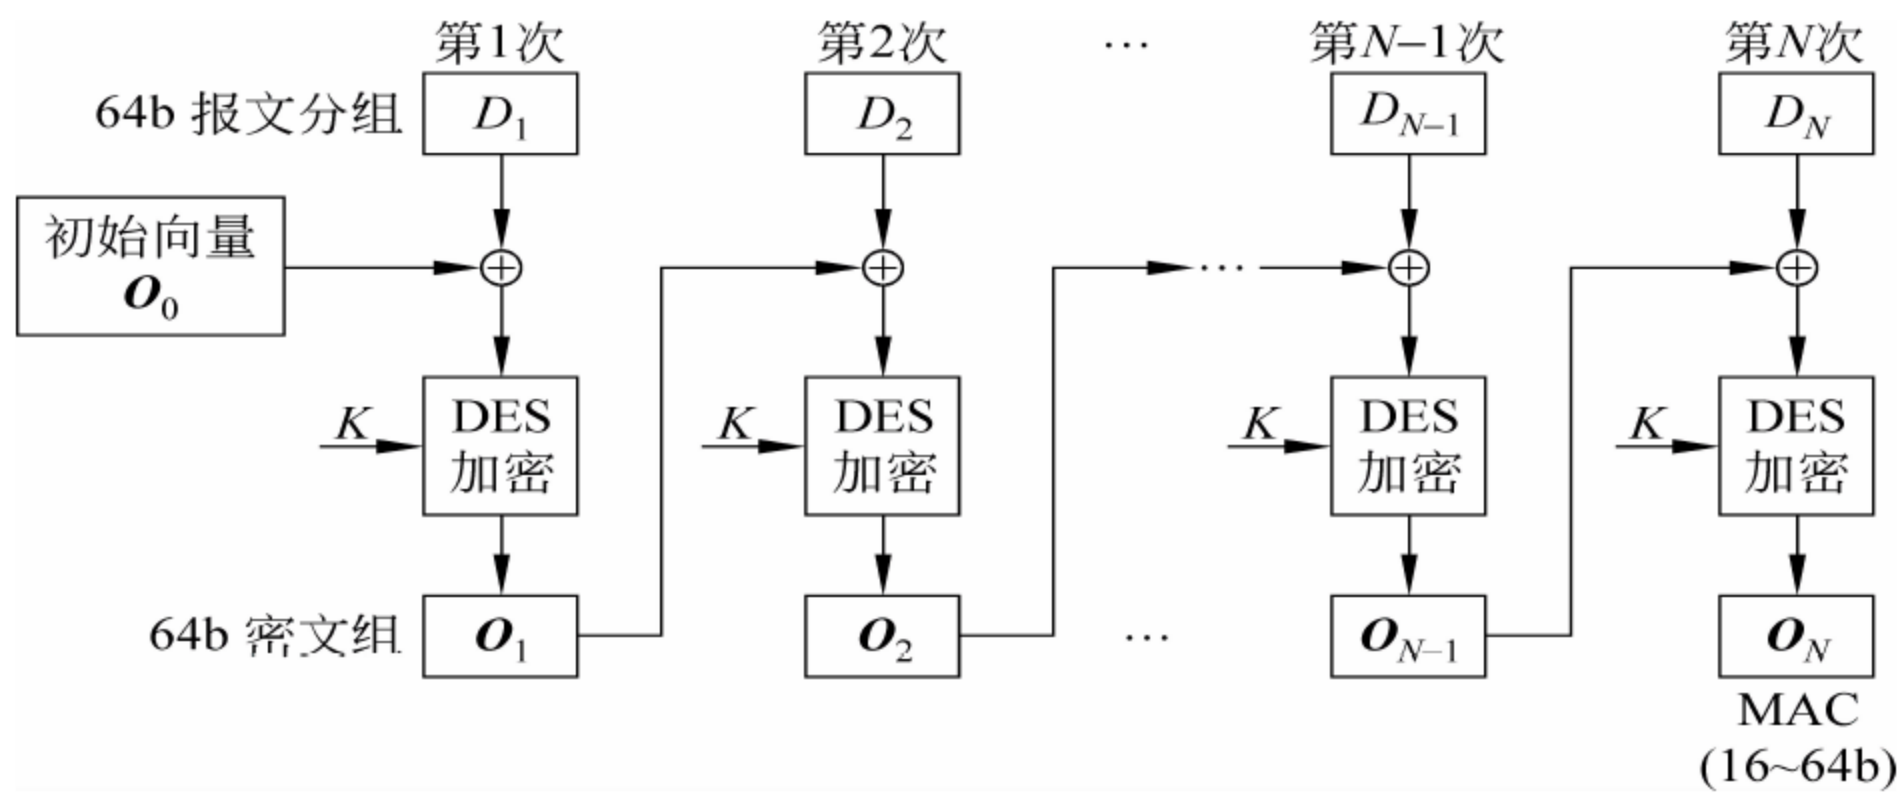 第1次 第2次 … 第N–1次 第N次
64b 报文分组 D1 D2 DN–1 DN
初始向量
O0
…
K DES K DES K DES K DES
加密 加密 加密 加密
64b 密文组 O1 O2 … ON–1 ON
MAC
(16~64b)